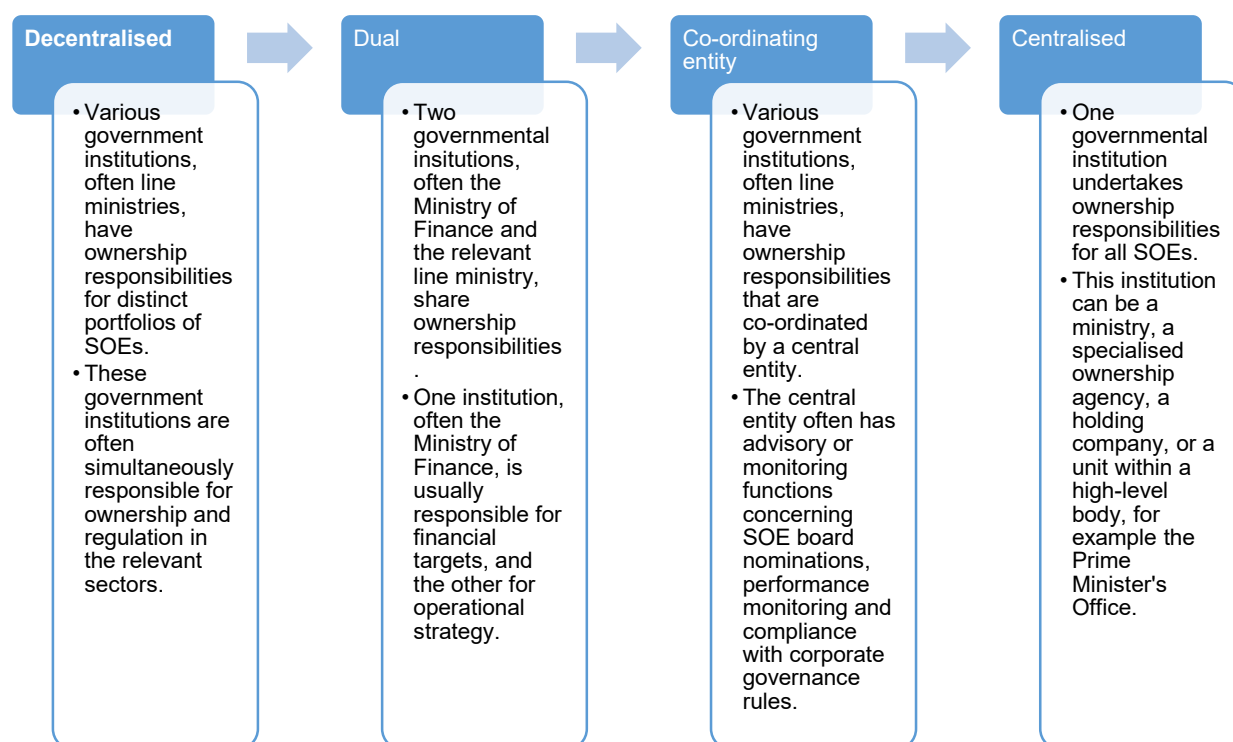 Decentralised
• Various
government
institutions,
often line
ministries,
have
ownership
responsibilities
for distinct
portfolios of
SOEs.
• These
government
institutions are
often
simultaneously
responsible for
ownership and
regulation in
the relevant
sectors.
Dual
• Two
governmental
insitutions,
often the
Ministry of
Finance and
the relevant
line ministry,
share
ownership
responsibilities
.
• One institution,
often the
Ministry of
Finance, is
usually
responsible for
financial
targets, and
the other for
operational
strategy.
Co-ordinating
entity
• Various
government
institutions,
often line
ministries,
have
ownership
responsibilities
that are
co-ordinated
by a central
entity.
• The central
entity often has
advisory or
monitoring
functions
concerning
SOE board
nominations,
performance
monitoring and
compliance
with corporate
governance
rules.
Centralised
• One
governmental
institution
undertakes
ownership
responsibilities
for all SOEs.
• This institution
can be a
ministry, a
specialised
ownership
agency, a
holding
company, or a
unit within a
high-level
body, for
example the
Prime
Minister's
Office.